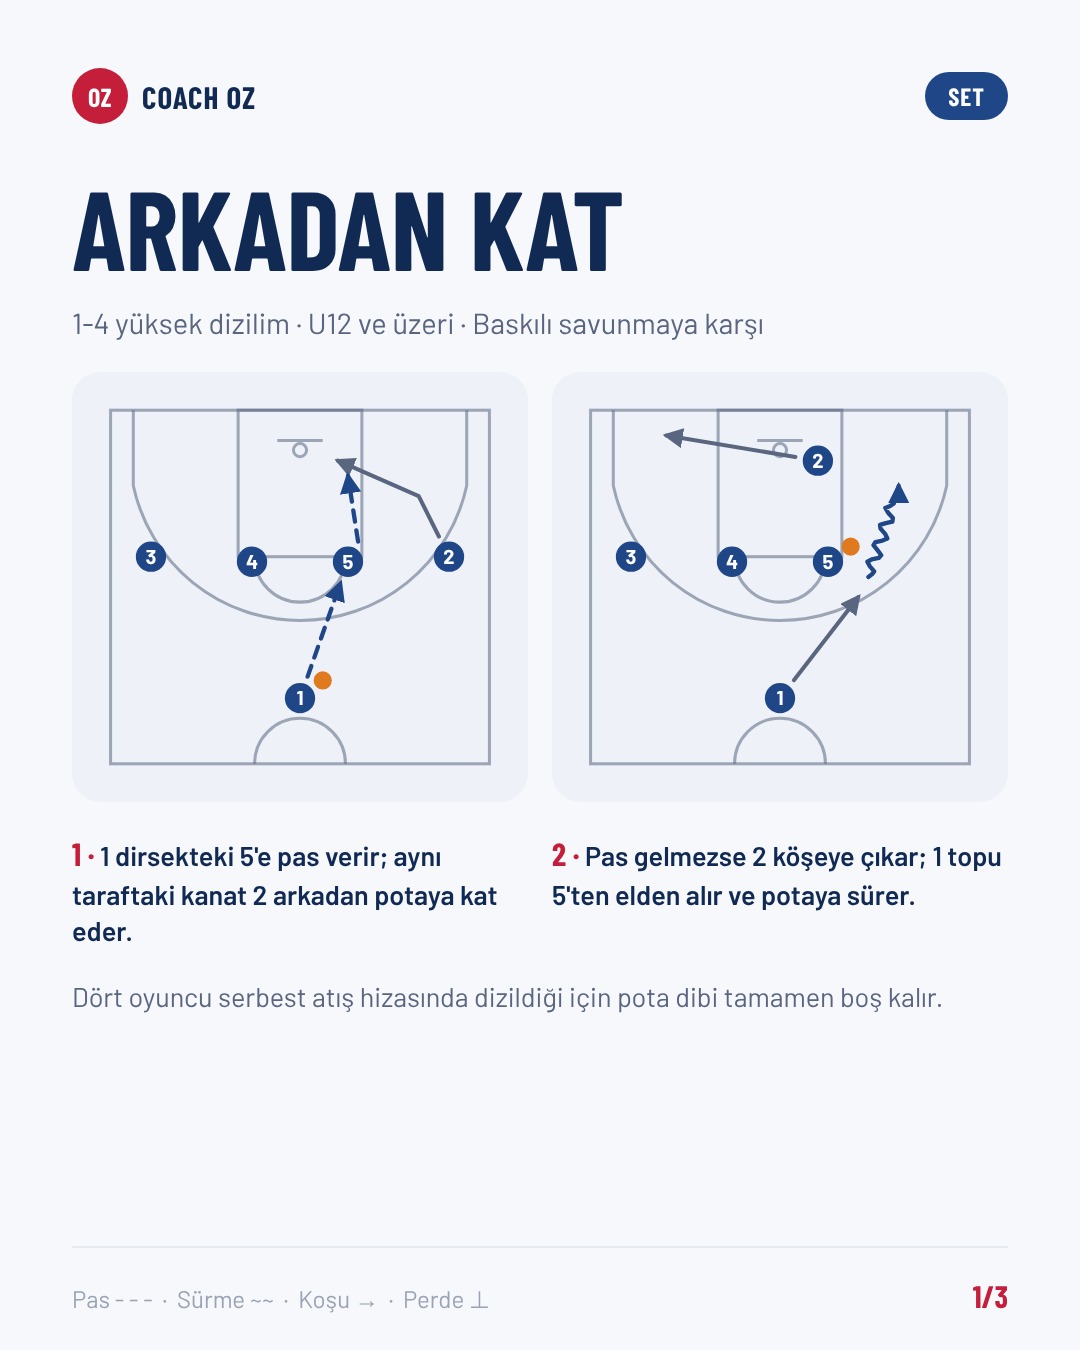 OZ COACH OZ
SET
ARKADAN KAT
1-4 yüksek dizilim · U12 ve üzeri · Baskılı savunmaya karşı
3 4 5 2
1
2
3 4 5
1
1 · 1 dirsekteki 5'e pas verir; aynı
taraftaki kanat 2 arkadan potaya kat
eder.
2 · Pas gelmezse 2 köşeye çıkar; 1 topu
5'ten elden alır ve potaya sürer.
Dört oyuncu serbest atış hizasında dizildiği için pota dibi tamamen boş kalır.
Pas - - - · Sürme ~~ · Koşu → · Perde ⊥
1/3